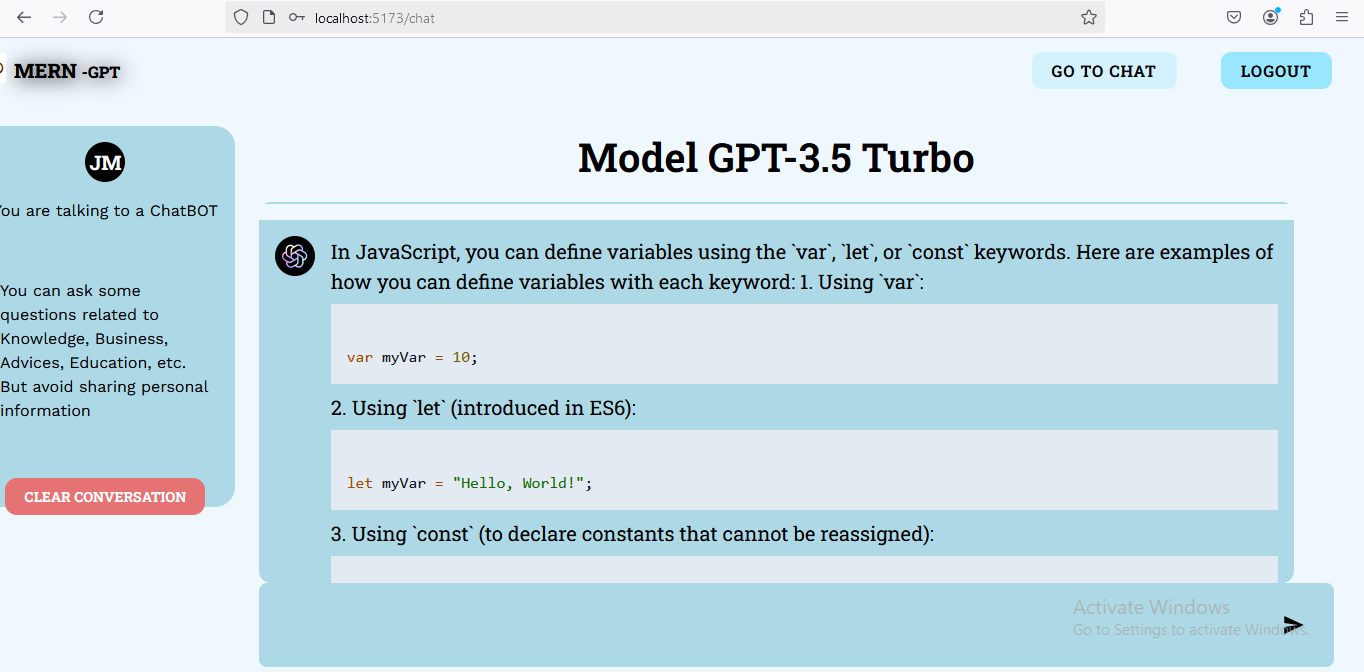 localhost:5173/chat
MERN -GPT
GO TO CHAT
LOGOUT
JM
You are talking to a ChatBOT
You can ask some
questions related to
Knowledge, Business,
Advices, Education, etc.
But avoid sharing personal
information
CLEAR CONVERSATION
Model GPT-3.5 Turbo
In JavaScript, you can define variables using the `var`, `let`, or `const` keywords. Here are examples of
how you can define variables with each keyword: 1. Using `var`:
var myVar = 10;
2. Using `let` (introduced in ES6):
let myVar = "Hello, World!";
3. Using `const` (to declare constants that cannot be reassigned):
Activate Windows
Go to Settings to activate Windows.